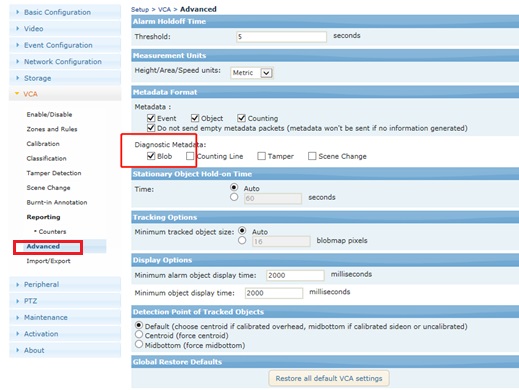 Basic Configuration
Video
Event Configuration
Network Configuration
Storage
VCA
Enable/Disable
Zones and Rules
Calibration
Classification
Tamper Detection
Scene Change
Burnt-in Annotation
Reporting
* Counters
Advanced
Import/Export
Peripheral
PTZ
Maintenance
Activation
About
Setup > VCA > Advanced
Alarm Holdoff Time
Threshold: 5 seconds
Measurement Units
Height/Area/Speed units: Metric
Metadata Format
Metadata :
Event Object Counting
Do not send empty metadata packets (metadata won't be sent if no information generated)
Diagnostic Metadata:
Blob Counting Line Tamper Scene Change
Stationary Object Hold-on Time
Time: Auto
60 seconds
Tracking Options
Minimum tracked object size: Auto
16 blobmap pixels
Display Options
Minimum alarm object display time: 2000 milliseconds
Minimum object display time: 2000 milliseconds
Detection Point of Tracked Objects
Default (choose centroid if calibrated overhead, midbottom if calibrated sideon or uncalibrated)
Centroid (force centroid)
Midbottom (force midbottom)
Global Restore Defaults
Restore all default VCA settings